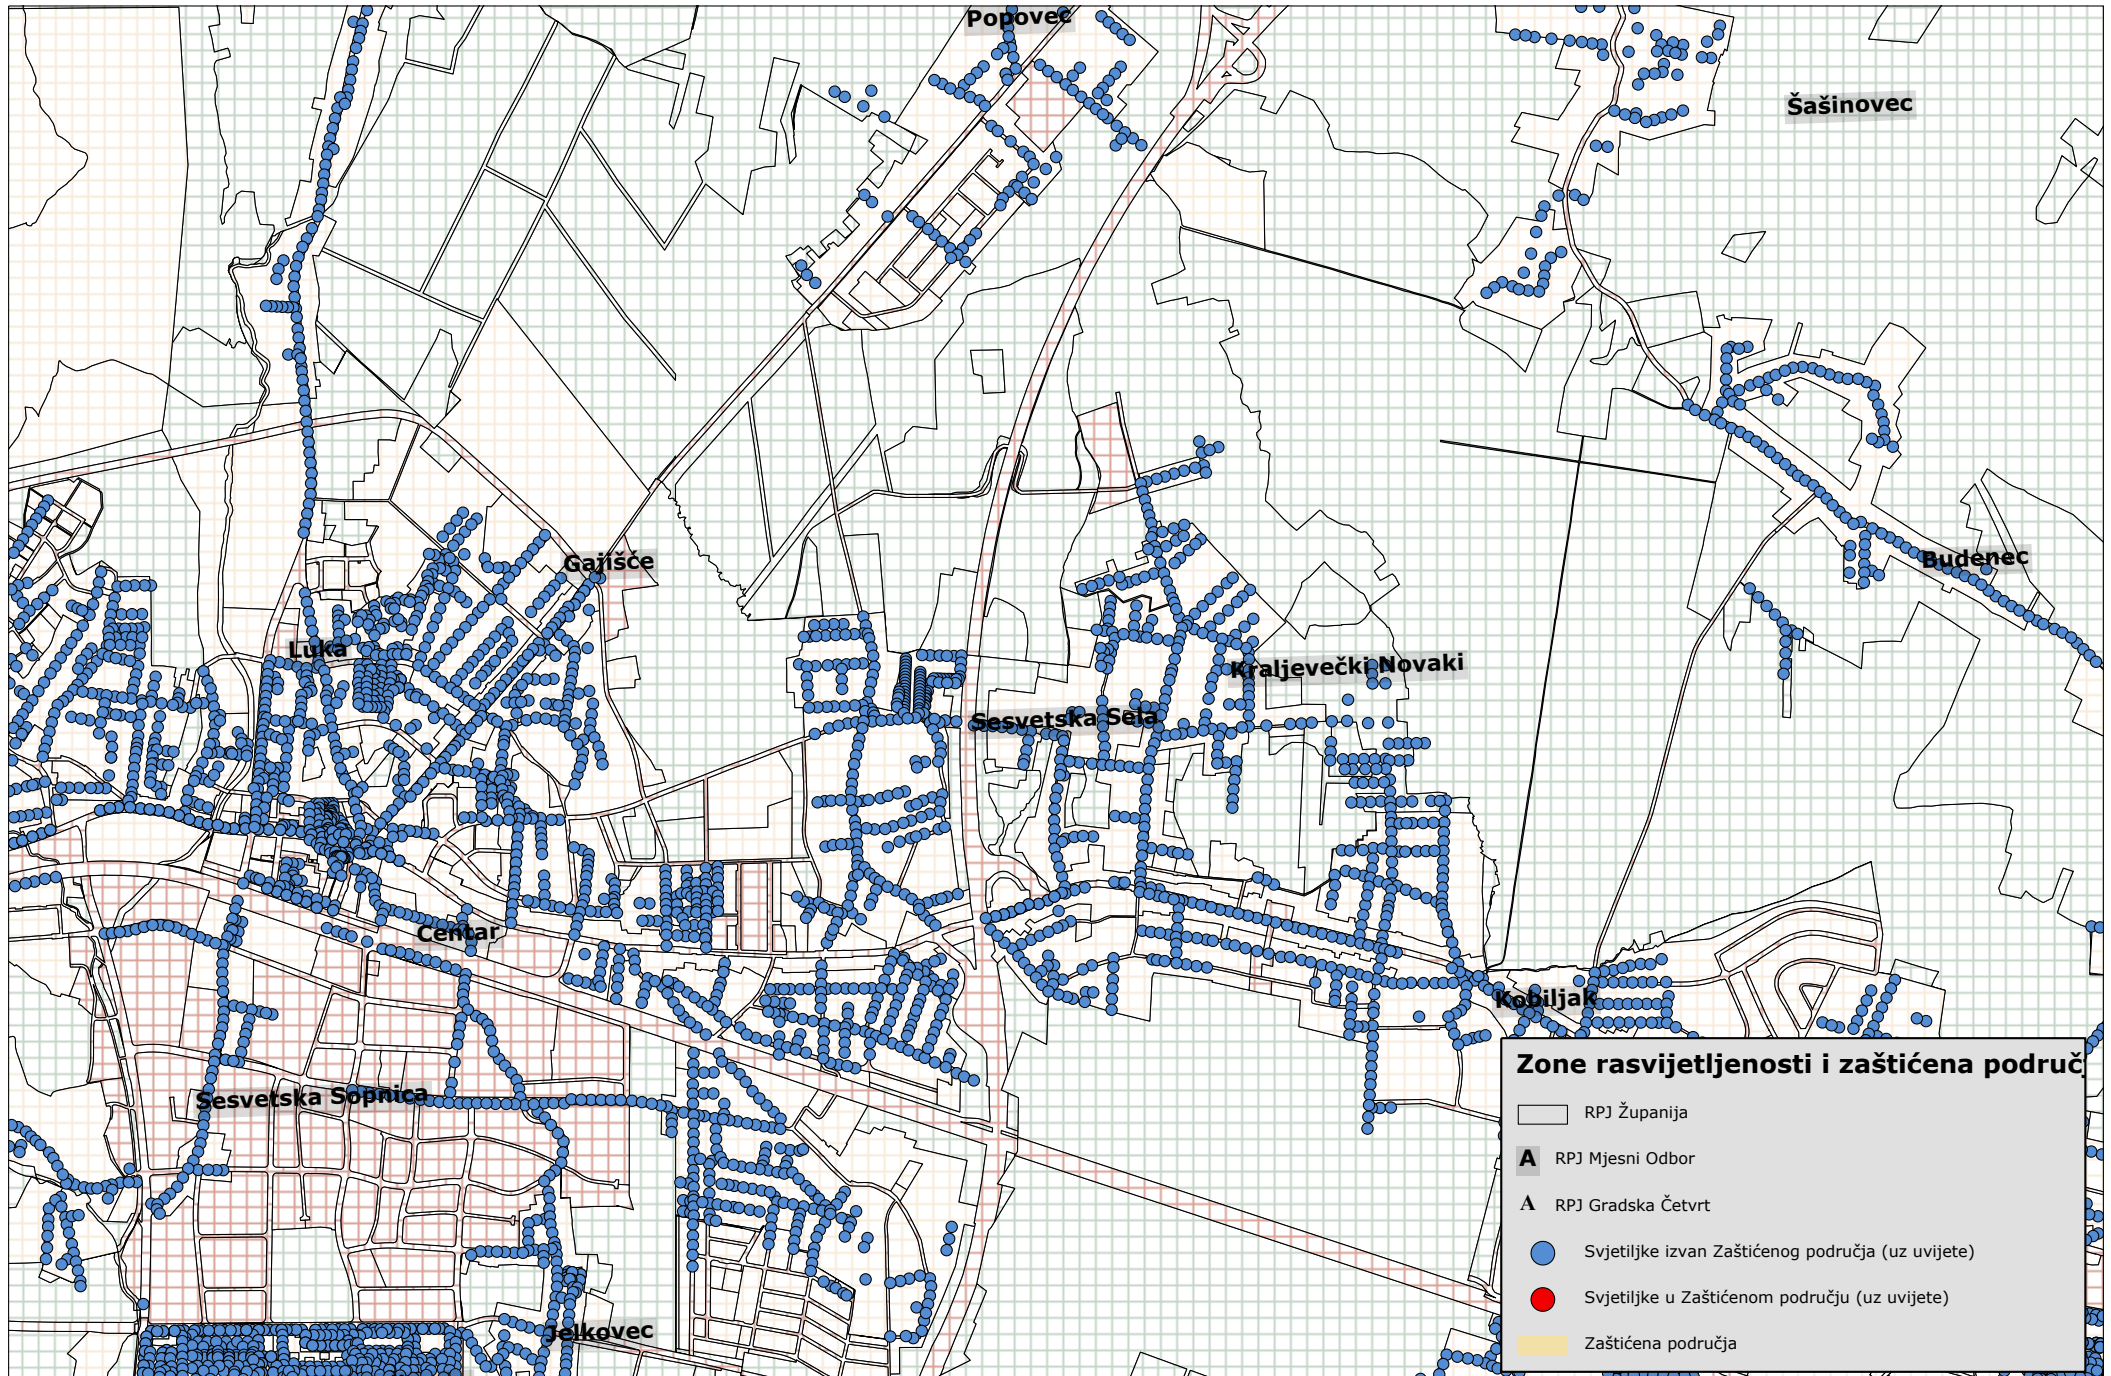 Popovec
Šašinovec
Gajišće
Budenec
Luka
Kraljevečki Novaki
Sesvetska Sela
Centar
Kobiljak
Sesvetska Sopnica
Jelkovec
Zone rasvijetljenosti i zaštićena područ
RPJ Županija
A RPJ Mjesni Odbor
A RPJ Gradska Četvrt
Svjetiljke izvan Zaštićenog područja (uz uvijete)
Svjetiljke u Zaštićenom području (uz uvijete)
Zaštićena područja